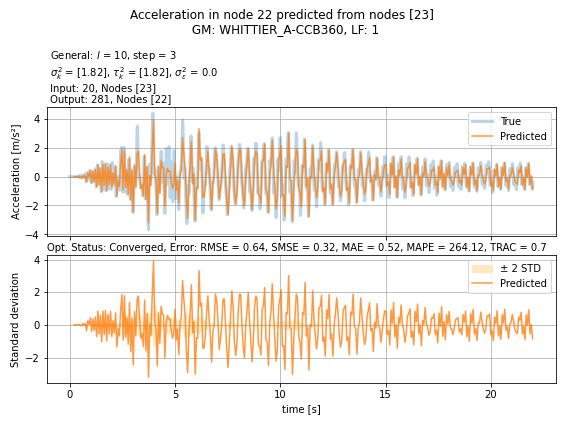 Acceleration in node 22 predicted from nodes [23]
GM: WHITTIER_A-CCB360, LF: 1
General: l = 10, step = 3
σ²ₖ = [1.82], τ²ₖ = [1.82], σ²ₑ = 0.0
Input: 20, Nodes [23]
Output: 281, Nodes [22]
4
2
0
−2
−4
Acceleration [m/s²]
True
Predicted
Opt. Status: Converged, Error: RMSE = 0.64, SMSE = 0.32, MAE = 0.52, MAPE = 264.12, TRAC = 0.7
4
2
0
−2
Standard deviation
± 2 STD
Predicted
0
5
10
15
20
time [s]